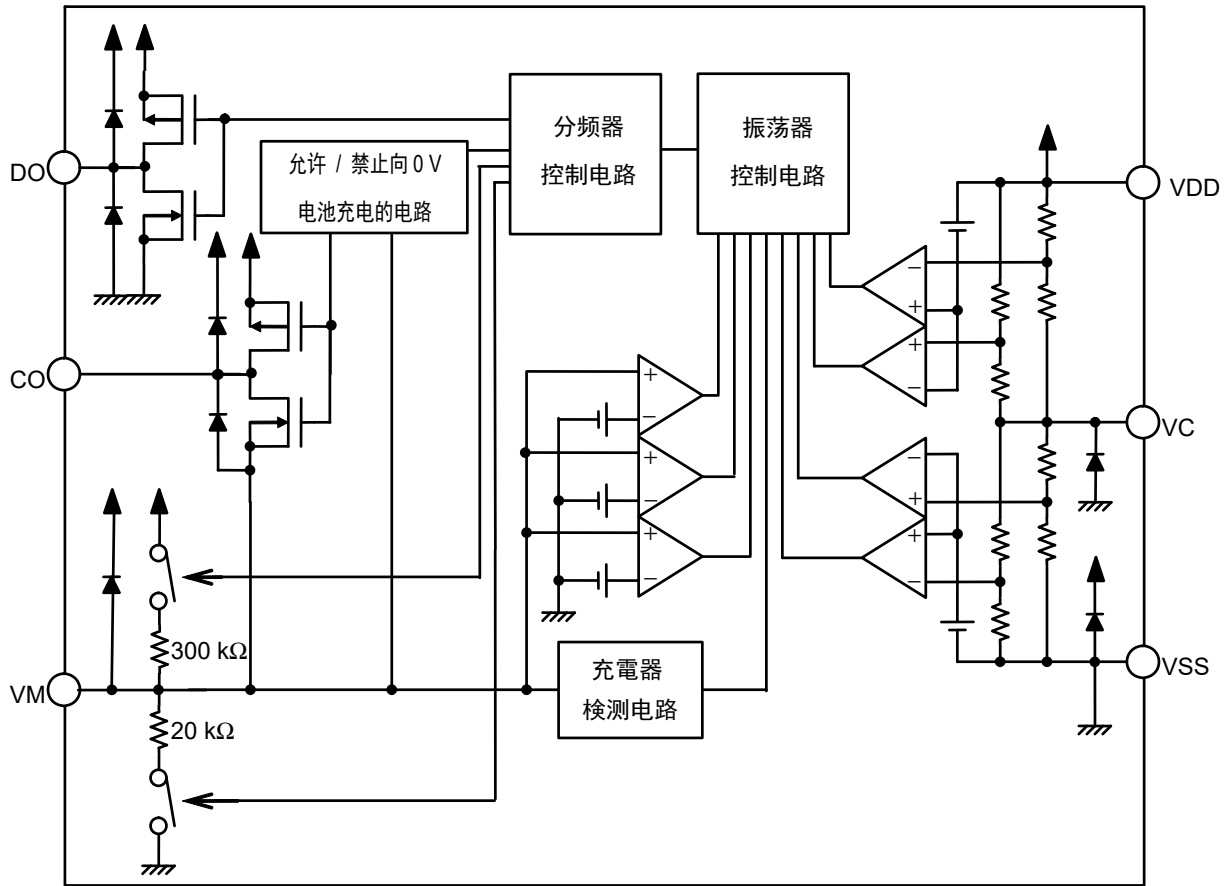 DO
CO
VM
允许 / 禁止向 0 V
电池充电的电路
分频器
控制电路
振荡器
控制电路
300 kΩ
20 kΩ
充電器
検测电路
VDD
VC
VSS
+
−
+
−
+
−
−
+
+
−
−
+
+
−